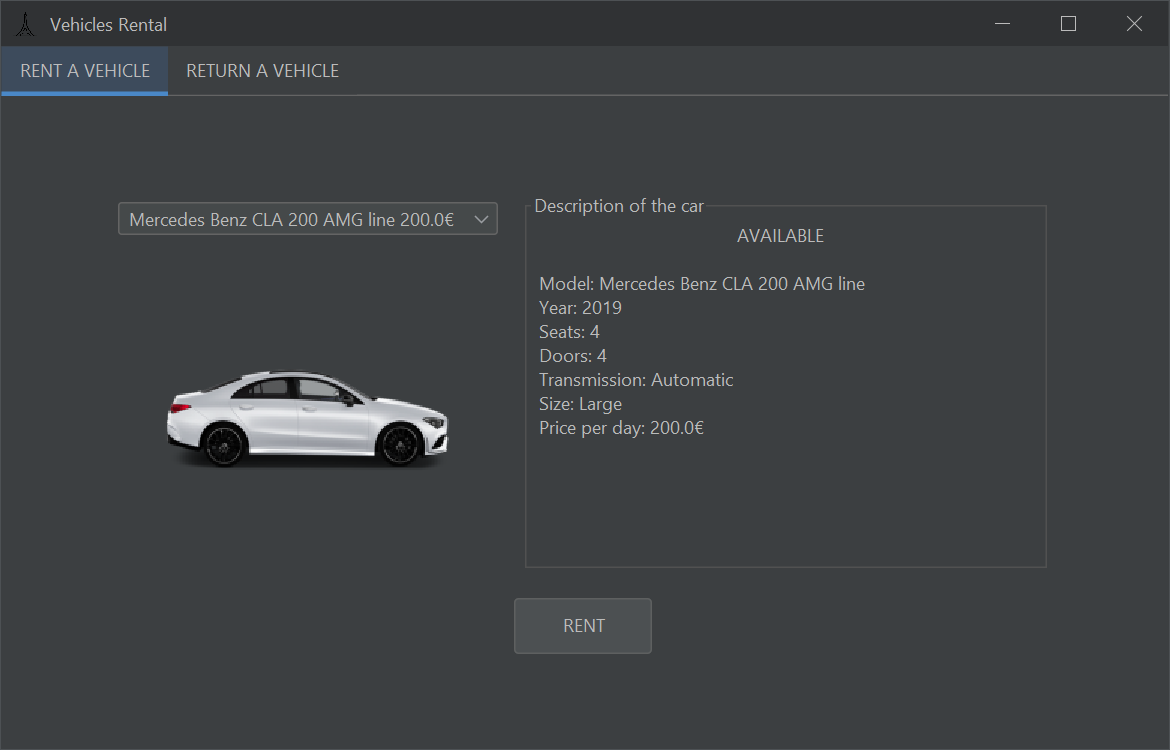 Vehicles Rental
RENT A VEHICLE RETURN A VEHICLE
Mercedes Benz CLA 200 AMG line 200.0€
Description of the car
AVAILABLE
Model: Mercedes Benz CLA 200 AMG line
Year: 2019
Seats: 4
Doors: 4
Transmission: Automatic
Size: Large
Price per day: 200.0€
RENT